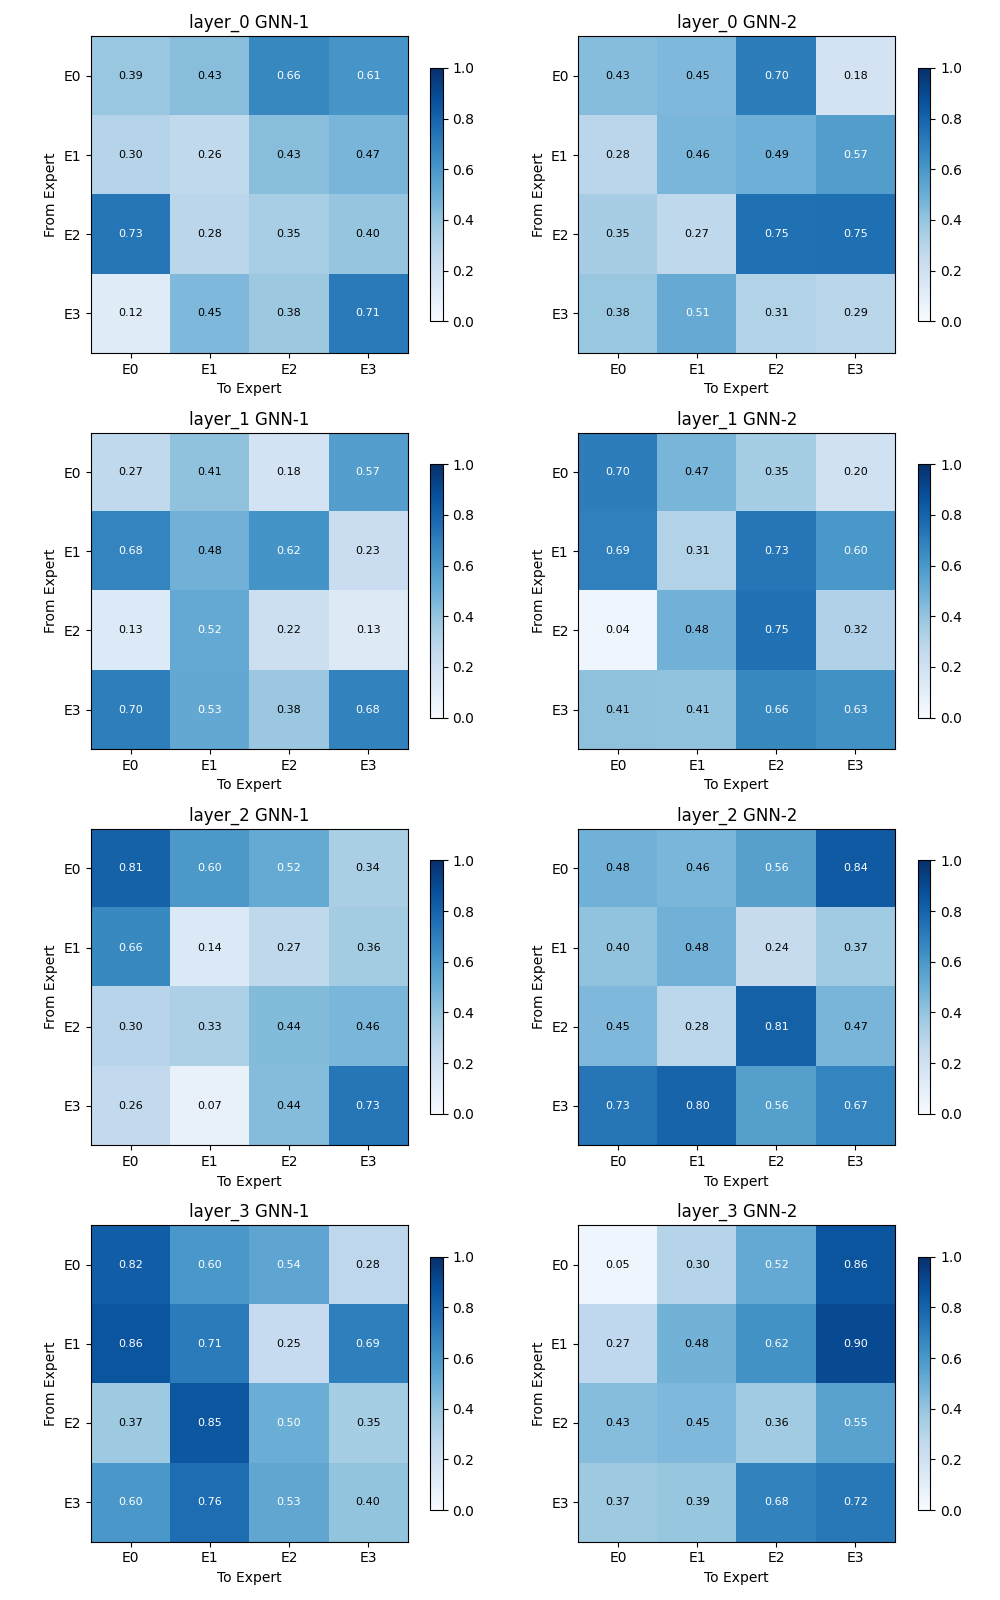 layer_0 GNN-1
From Expert
E0 0.39 0.43 0.66 0.61
E1 0.30 0.26 0.43 0.47
E2 0.73 0.28 0.35 0.40
E3 0.12 0.45 0.38 0.71
E0 E1 E2 E3
To Expert
1.0
0.8
0.6
0.4
0.2
0.0
layer_0 GNN-2
From Expert
E0 0.43 0.45 0.70 0.18
E1 0.28 0.46 0.49 0.57
E2 0.35 0.27 0.75 0.75
E3 0.38 0.51 0.31 0.29
E0 E1 E2 E3
To Expert
1.0
0.8
0.6
0.4
0.2
0.0
layer_1 GNN-1
From Expert
E0 0.27 0.41 0.18 0.57
E1 0.68 0.48 0.62 0.23
E2 0.13 0.52 0.22 0.13
E3 0.70 0.53 0.38 0.68
E0 E1 E2 E3
To Expert
1.0
0.8
0.6
0.4
0.2
0.0
layer_1 GNN-2
From Expert
E0 0.70 0.47 0.35 0.20
E1 0.69 0.31 0.73 0.60
E2 0.04 0.48 0.75 0.32
E3 0.41 0.41 0.66 0.63
E0 E1 E2 E3
To Expert
1.0
0.8
0.6
0.4
0.2
0.0
layer_2 GNN-1
From Expert
E0 0.81 0.60 0.52 0.34
E1 0.66 0.14 0.27 0.36
E2 0.30 0.33 0.44 0.46
E3 0.26 0.07 0.44 0.73
E0 E1 E2 E3
To Expert
1.0
0.8
0.6
0.4
0.2
0.0
layer_2 GNN-2
From Expert
E0 0.48 0.46 0.56 0.84
E1 0.40 0.48 0.24 0.37
E2 0.45 0.28 0.81 0.47
E3 0.73 0.80 0.56 0.67
E0 E1 E2 E3
To Expert
1.0
0.8
0.6
0.4
0.2
0.0
layer_3 GNN-1
From Expert
E0 0.82 0.60 0.54 0.28
E1 0.86 0.71 0.25 0.69
E2 0.37 0.85 0.50 0.35
E3 0.60 0.76 0.53 0.40
E0 E1 E2 E3
To Expert
1.0
0.8
0.6
0.4
0.2
0.0
layer_3 GNN-2
From Expert
E0 0.05 0.30 0.52 0.86
E1 0.27 0.48 0.62 0.90
E2 0.43 0.45 0.36 0.55
E3 0.37 0.39 0.68 0.72
E0 E1 E2 E3
To Expert
1.0
0.8
0.6
0.4
0.2
0.0